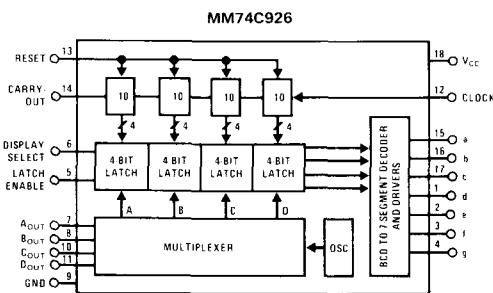 MM74C926
RESET 13
18 VCC
CARRY-OUT 14
10 10 10 10
12 CLOCK
4 4 4 4
DISPLAY SELECT 6
LATCH ENABLE 5
4-BIT LATCH 4-BIT LATCH 4-BIT LATCH 4-BIT LATCH
BCD TO 7 SEGMENT DECODER AND DRIVERS
15 a
16 b
17 c
1 d
2 e
3 f
4 g
A B C D
AOUT 7
BOUT 8
COUT 10
DOUT 11
GND 9
MULTIPLEXER
OSC